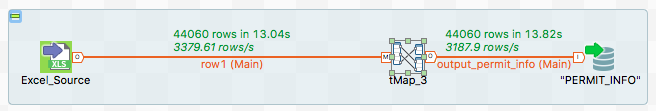 44060 rows in 13.04s
3379.61 rows/s
row1 (Main)
44060 rows in 13.82s
3187.9 rows/s
output_permit_info (Main)
XLS
O
M
O
I
Excel_Source
tMap_3
"PERMIT_INFO"